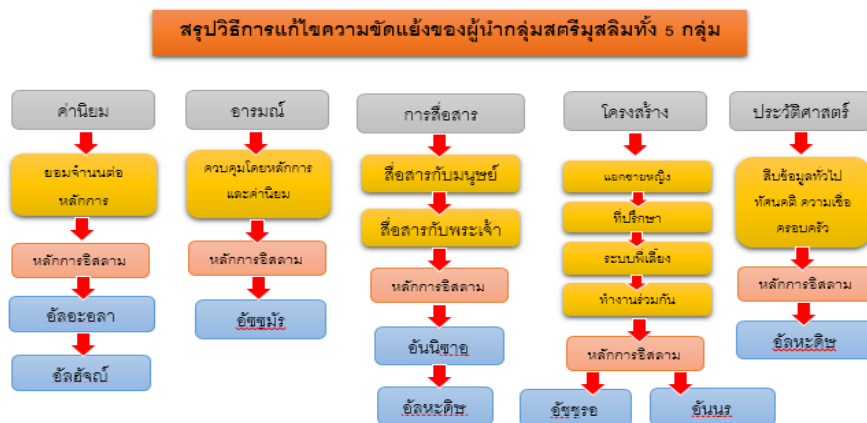 สรุปวิธีการแก้ไขความขัดแย้งของผู้นำกลุ่มสตรีมุสลิมทั้ง 5 กลุ่ม
ค่านิยม
ยอมจำนนต่อ
หลักการ
หลักการอิสลาม
อัลอะอลา
อัลฮัจญ์
อารมณ์
ควบคุมโดยหลักการ
และค่านิยม
หลักการอิสลาม
อัซซุมัร
การสื่อสาร
สื่อสารกับมนุษย์
สื่อสารกับพระเจ้า
หลักการอิสลาม
อันนิซาอ
อัลหะดิษ
โครงสร้าง
แยกชายหญิง
ที่ปรึกษา
ระบบพี่เลี้ยง
ทำงานร่วมกัน
หลักการอิสลาม
อัชชูรอ
อันนูร
ประวัติศาสตร์
สืบข้อมูลทั่วไป
ทัศนคติ ความเชื่อ
ครอบครัว
หลักการอิสลาม
อัลหะดิษ